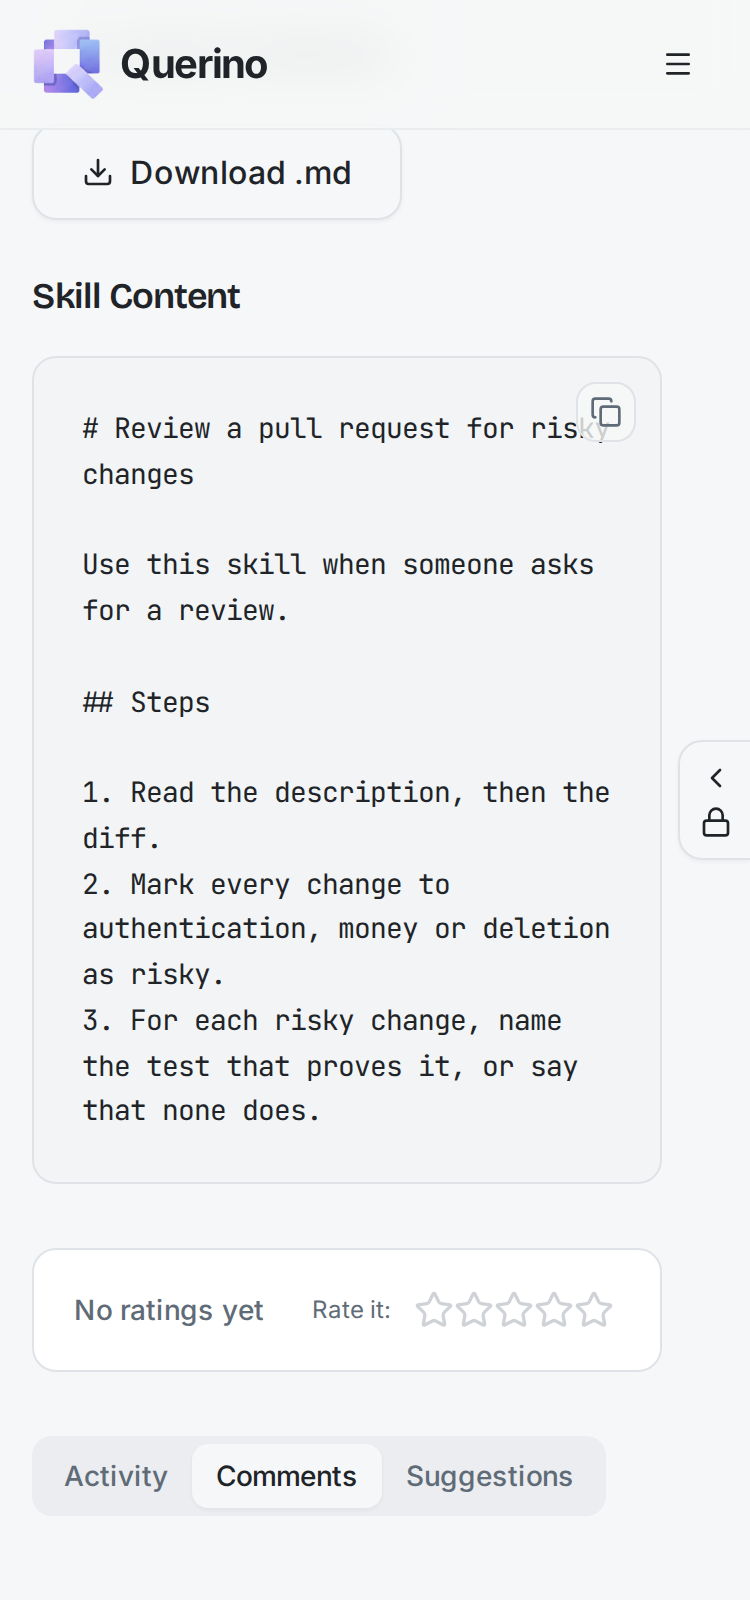 Querino
Download .md
Skill Content
# Review a pull request for risky
changes
Use this skill when someone asks
for a review.
## Steps
1. Read the description, then the
diff.
2. Mark every change to
authentication, money or deletion
as risky.
3. For each risky change, name
the test that proves it, or say
that none does.
No ratings yet Rate it:
Activity Comments Suggestions